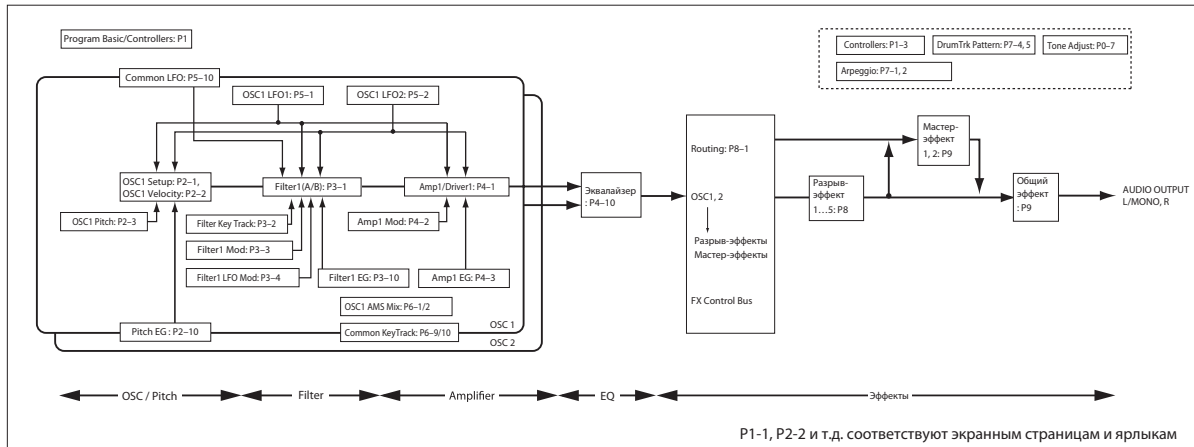 Program Basic/Controllers: P1
Controllers: P1–3
DrumTrk Pattern: P7–4, 5
Tone Adjust: P0–7
Arpeggio: P7–1, 2
Common LFO: P5–10
OSC1 LFO1: P5–1
OSC1 LFO2: P5–2
OSC1 Setup: P2–1,
OSC1 Velocity: P2–2
Filter1(A/B): P3–1
Amp1/Driver1: P4–1
OSC1 Pitch: P2–3
Filter Key Track: P3–2
Amp1 Mod: P4–2
Filter1 Mod: P3–3
Filter1 LFO Mod: P3–4
Filter1 EG: P3–10
Amp1 EG: P4–3
OSC1 AMS Mix: P6–1/2
Pitch EG : P2–10
Common KeyTrack: P6–9/10
OSC 1
OSC 2
Эквалайзер
: P4–10
Routing: P8–1
OSC1, 2
Разрыв-эффекты
Мастер-эффекты
FX Control Bus
Разрыв-
эффект
1...5: P8
Мастер-
эффект
1, 2: P9
Общий
эффект
: P9
AUDIO OUTPUT
L/MONO, R
OSC / Pitch
Filter
Amplifier
EQ
Эффекты
P1-1, P2-2 и т.д. соответствуют экранным страницам и ярлыкам